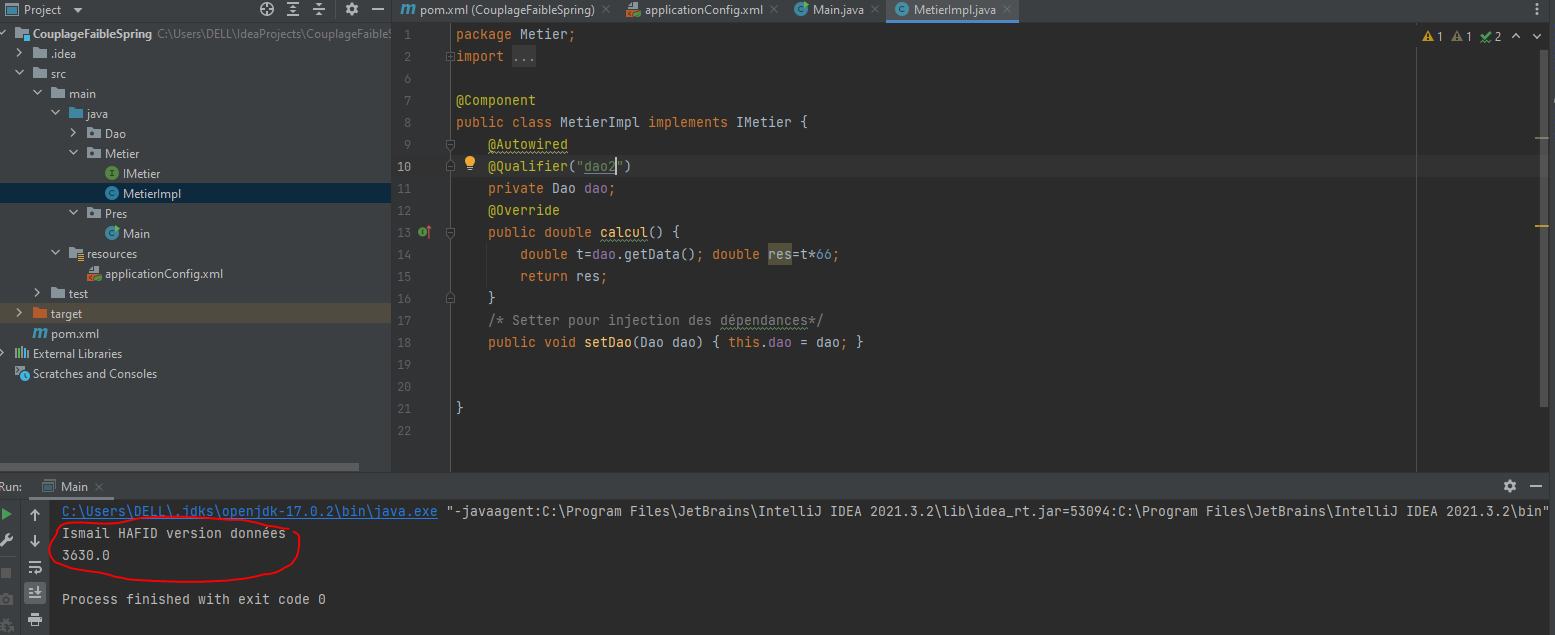 Project
pom.xml (CouplageFaibleSpring)
applicationConfig.xml
Main.java
MetierImpl.java
CouplageFaibleSpring C:\Users\DELL\IdeaProjects\CouplageFaibleS
.idea
src
main
java
Dao
Metier
IMetier
MetierImpl
Pres
Main
resources
applicationConfig.xml
test
target
pom.xml
External Libraries
Scratches and Consoles
1 package Metier;
2 import ...
6
7 @Component
8 public class MetierImpl implements IMetier {
9 @Autowired
10 @Qualifier("dao2")
11 private Dao dao;
12 @Override
13 public double calcul() {
14 double t=dao.getData(); double res=t*66;
15 return res;
16 }
17 /* Setter pour injection des dépendances*/
18 public void setDao(Dao dao) { this.dao = dao; }
19
20
21 }
22
1 1 2
Run: Main
C:\Users\DELL\.jdks\openjdk-17.0.2\bin\java.exe "-javaagent:C:\Program Files\JetBrains\IntelliJ IDEA 2021.3.2\lib\idea_rt.jar=53094:C:\Program Files\JetBrains\IntelliJ IDEA 2021.3.2\bin"
Ismail HAFID version données
3630.0
Process finished with exit code 0